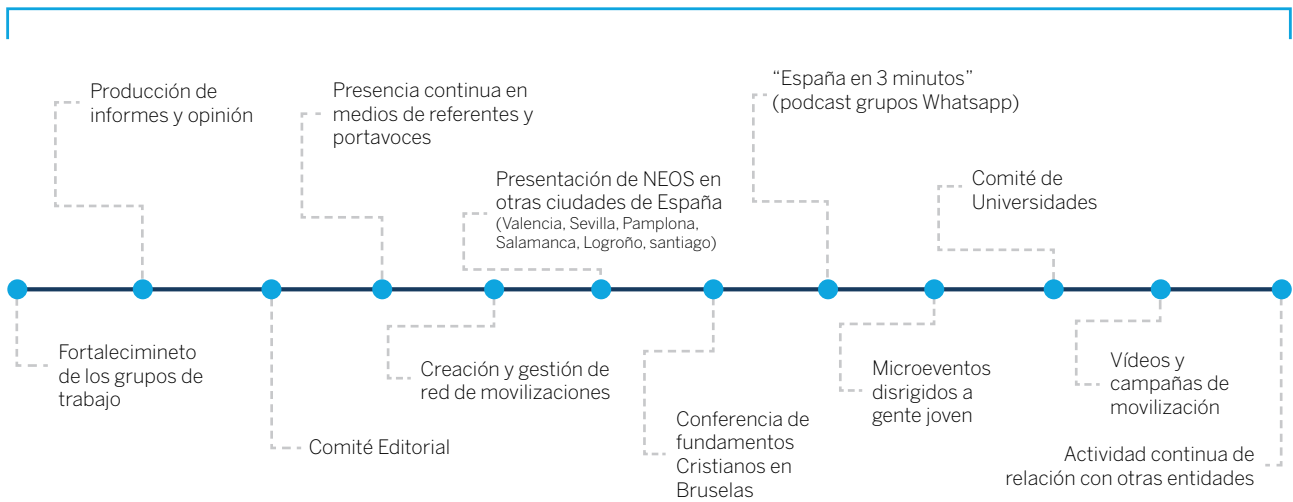 Producción de
informes y opinión
Presencia continua en
medios de referentes y
portavoces
Presentación de NEOS en
otras ciudades de España
(Valencia, Sevilla, Pamplona,
Salamanca, Logroño, santiago)
“España en 3 minutos”
(podcast grupos Whatsapp)
Comité de
Universidades
Fortalecimineto
de los grupos de
trabajo
Comité Editorial
Creación y gestión de
red de movilizaciones
Conferencia de
fundamentos
Cristianos en
Bruselas
Microeventos
disrigidos a
gente joven
Vídeos y
campañas de
movilización
Actividad continua de
relación con otras entidades